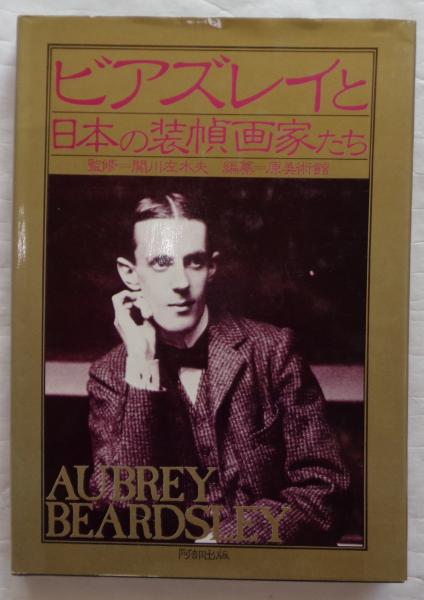 ビアズレイと
日本の装幀画家たち
監修=関川左木夫 編纂=原美術館
AUBREY
BEARDSLEY
阿部出版